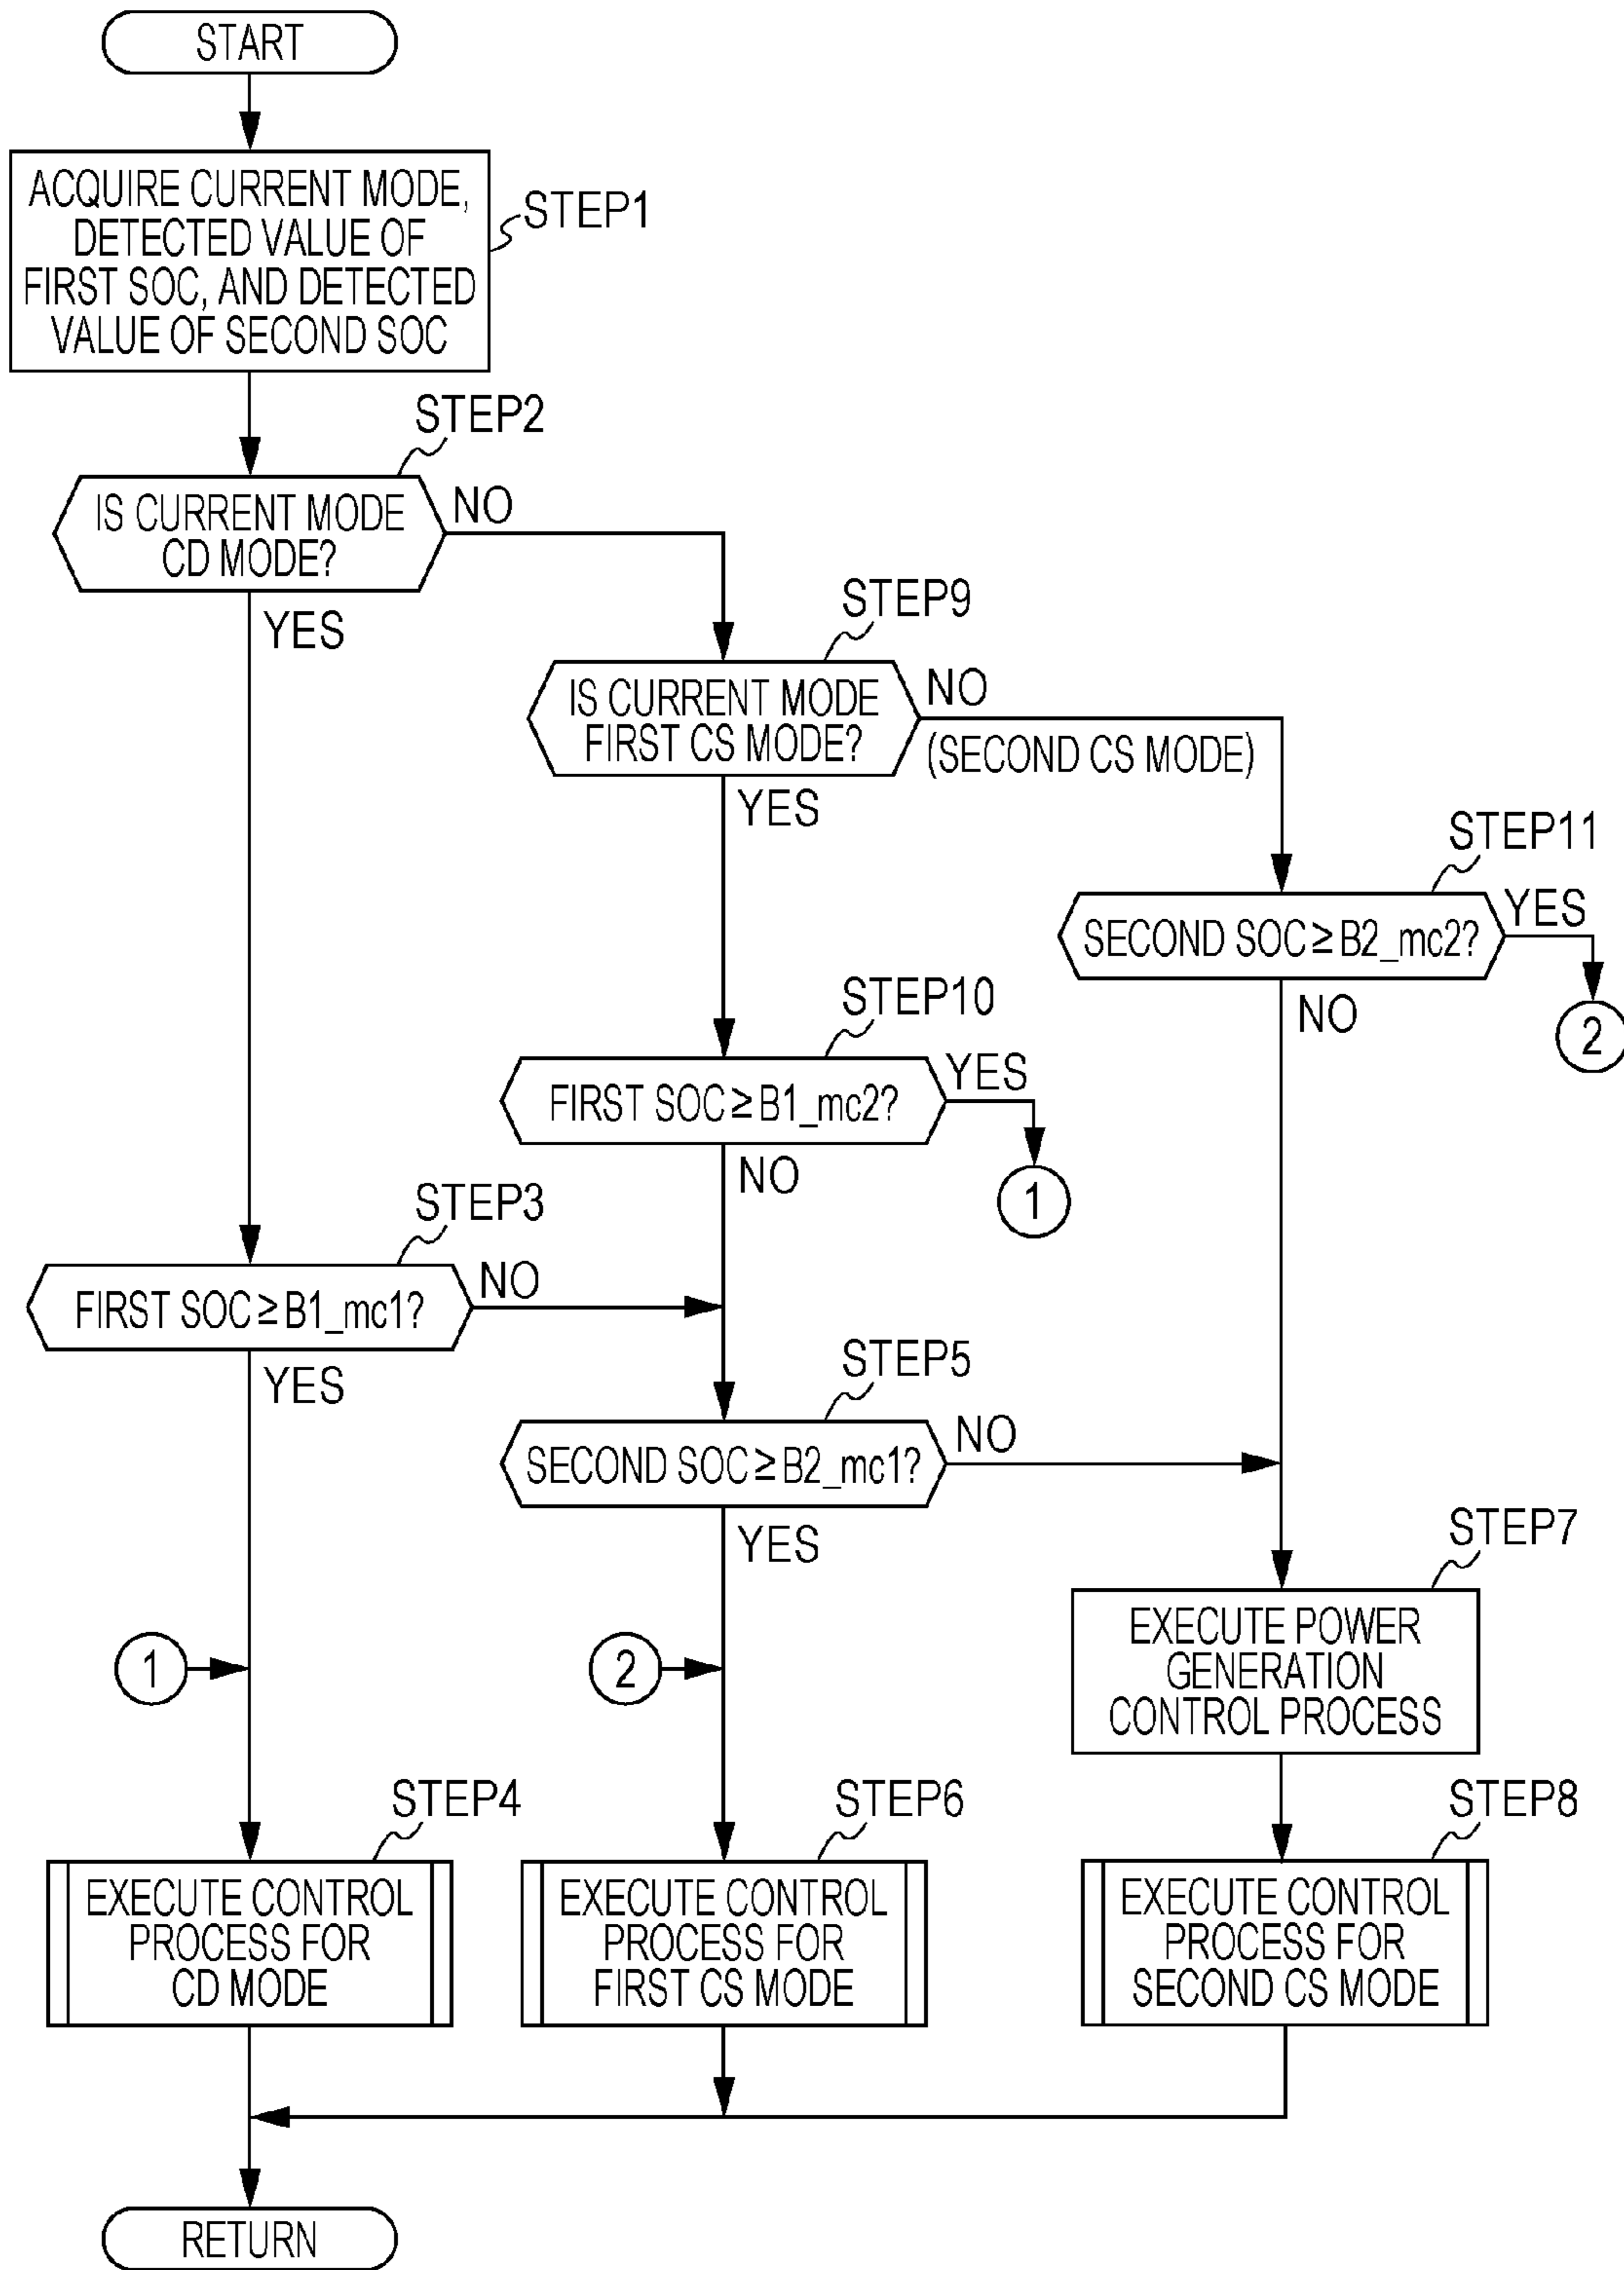 START
ACQUIRE CURRENT MODE,
DETECTED VALUE OF
FIRST SOC, AND DETECTED
VALUE OF SECOND SOC
STEP1
STEP2
IS CURRENT MODE
CD MODE?
NO
YES
STEP9
IS CURRENT MODE
FIRST CS MODE?
NO
(SECOND CS MODE)
YES
STEP11
SECOND SOC ≥ B2_mc2?
YES
NO
2
STEP10
FIRST SOC ≥ B1_mc2?
YES
NO
1
STEP3
FIRST SOC ≥ B1_mc1?
NO
YES
STEP5
SECOND SOC ≥ B2_mc1?
NO
YES
STEP7
EXECUTE POWER
GENERATION
CONTROL PROCESS
1
2
STEP4
EXECUTE CONTROL
PROCESS FOR
CD MODE
STEP6
EXECUTE CONTROL
PROCESS FOR
FIRST CS MODE
STEP8
EXECUTE CONTROL
PROCESS FOR
SECOND CS MODE
RETURN